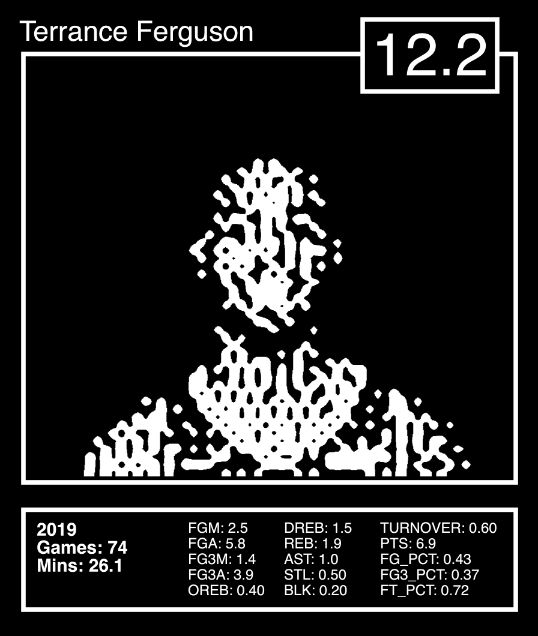 Terrance Ferguson
12.2
2019
Games: 74
Mins: 26.1
FGM: 2.5
FGA: 5.8
FG3M: 1.4
FG3A: 3.9
OREB: 0.40
DREB: 1.5
REB: 1.9
AST: 1.0
STL: 0.50
BLK: 0.20
TURNOVER: 0.60
PTS: 6.9
FG_PCT: 0.43
FG3_PCT: 0.37
FT_PCT: 0.72